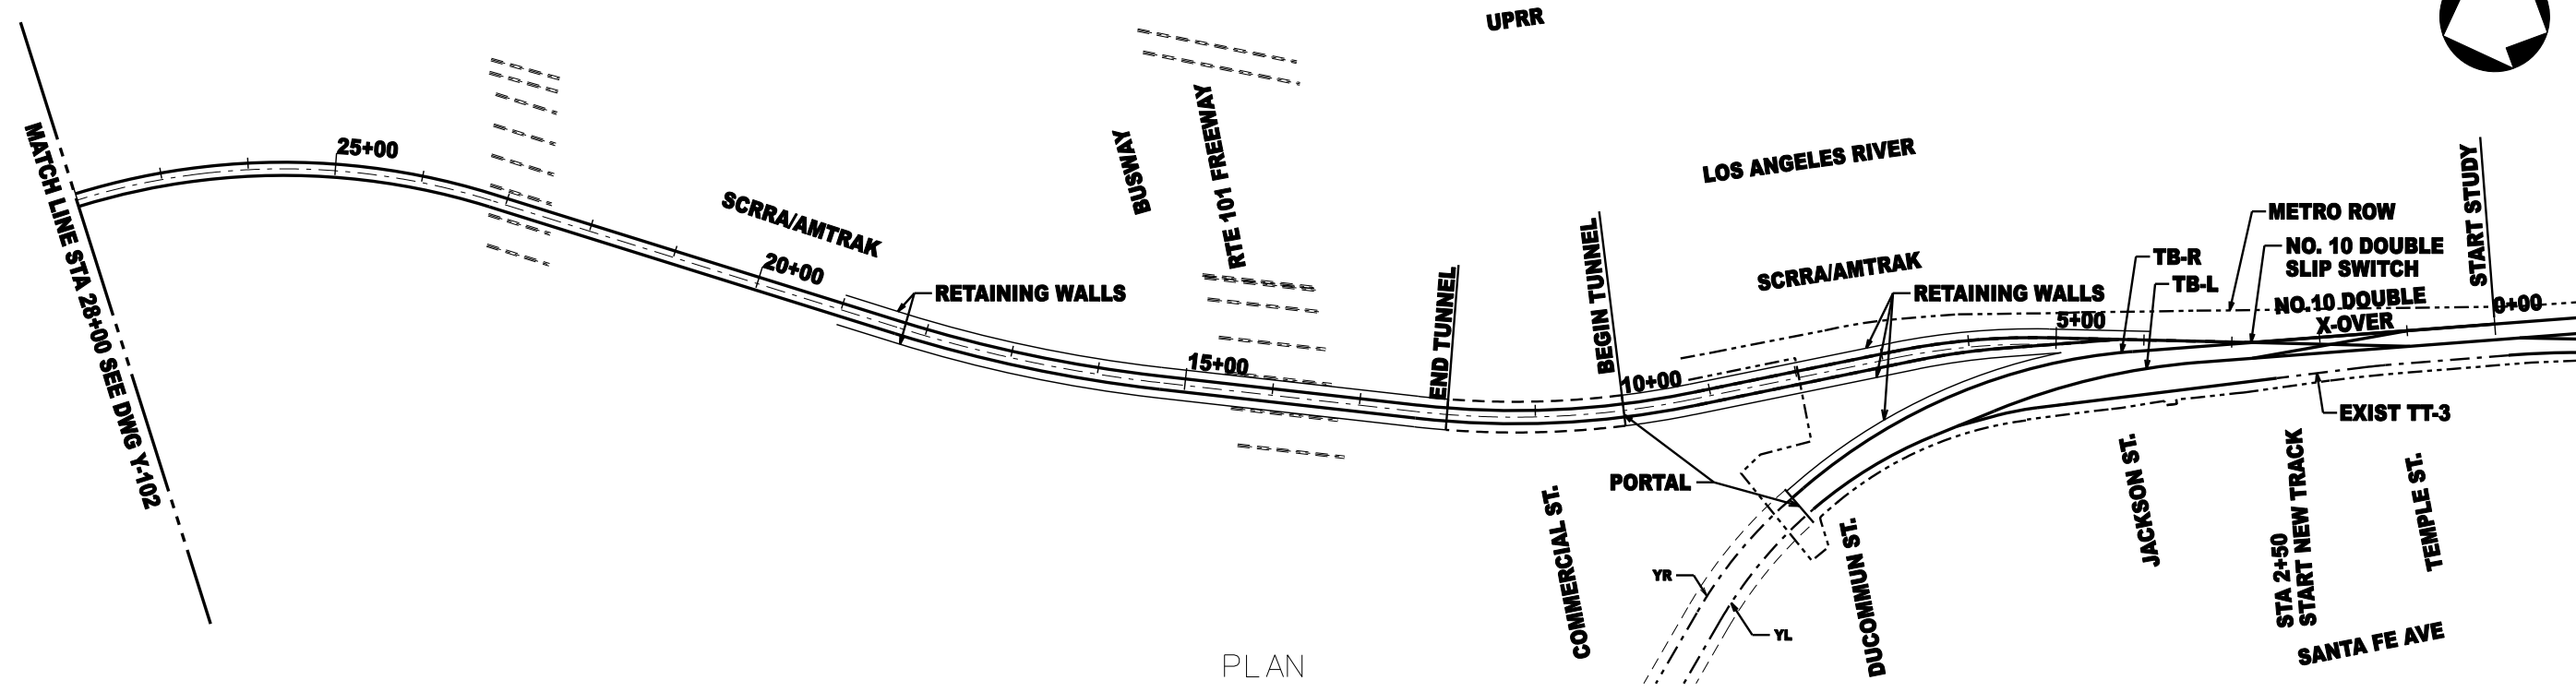 UPRR
MATCH LINE STA 28+00 SEE DWG Y-102
25+00
SCRRA/AMTRAK
20+00
RETAINING WALLS
BUSWAY
RTE 101 FREEWAY
15+00
END TUNNEL
BEGIN TUNNEL
10+00
LOS ANGELES RIVER
SCRRA/AMTRAK
RETAINING WALLS
5+00
TB-R
TB-L
METRO ROW
NO. 10 DOUBLE
SLIP SWITCH
NO.10 DOUBLE
X-OVER
START STUDY
0+00
EXIST TT-3
PORTAL
COMMERCIAL ST.
YR
YL
DUCOMMUN ST.
JACKSON ST.
STA 2+50
START NEW TRACK
TEMPLE ST.
SANTA FE AVE
PLAN